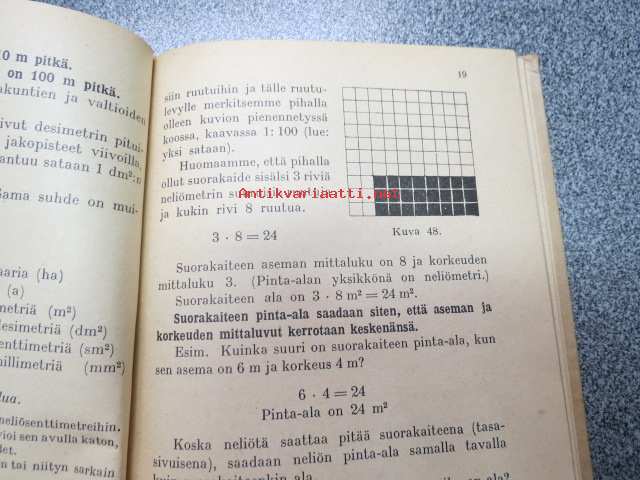 10 m pitkä.
on 100 m pitkä.
akuntien ja valtioiden
ivut desimetrin pitui-
jakopisteet viivoilla,
antuu sataan 1 dm²:n
Sama suhde on mui-
aaria (ha)
(a)
metriä (m²)
desimetriä (dm²)
senttimetriä (sm²)
millimetriä (mm²)
lua.
neliösenttimetreihin.
vioi sen avulla katon,
det.
tai niityn sarkain
19
siin ruutuihin ja tälle ruutu-
levylle merkitsemme pihalla
olleen kuvion pienennetyssä
koossa, kaavassa 1:100 (lue:
yksi sataan).
Huomaamme, että pihalla
ollut suorakaide sisälsi 3 riviä
neliömetrin
Antikvariaatti.net
ja kukin rivi 8 ruutua.
3 · 8 = 24
Kuva 48.
Suorakaiteen aseman mittaluku on 8 ja korkeuden
mittaluku 3. (Pinta-alan yksikkönä on neliömetri.)
Suorakaiteen ala on 3 · 8 m² = 24 m².
Suorakaiteen pinta-ala saadaan siten, että aseman ja
korkeuden mittaluvut kerrotaan keskenänsä.
Esim. Kuinka suuri on suorakaiteen pinta-ala, kun
sen asema on 6 m ja korkeus 4 m?
6 · 4 = 24
Pinta-ala on 24 m²
Koska neliötä saattaa pitää suorakaiteena (tasa-
sivuisena), saadaan neliön pinta-ala samalla tavalla
kuin suorakaiteenkin ala.